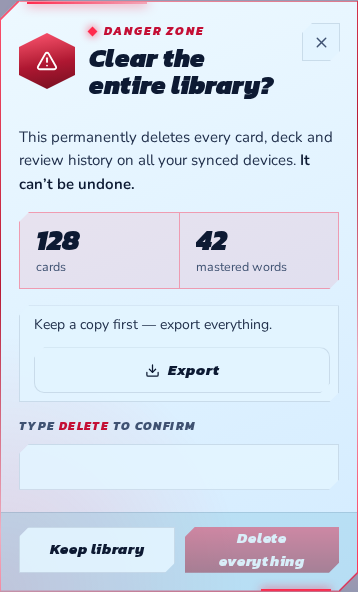 DANGER ZONE
Clear the
entire library?
This permanently deletes every card, deck and
review history on all your synced devices. It
can’t be undone.
128
cards
42
mastered words
Keep a copy first — export everything.
Export
TYPE DELETE TO CONFIRM
Keep library
Delete
everything